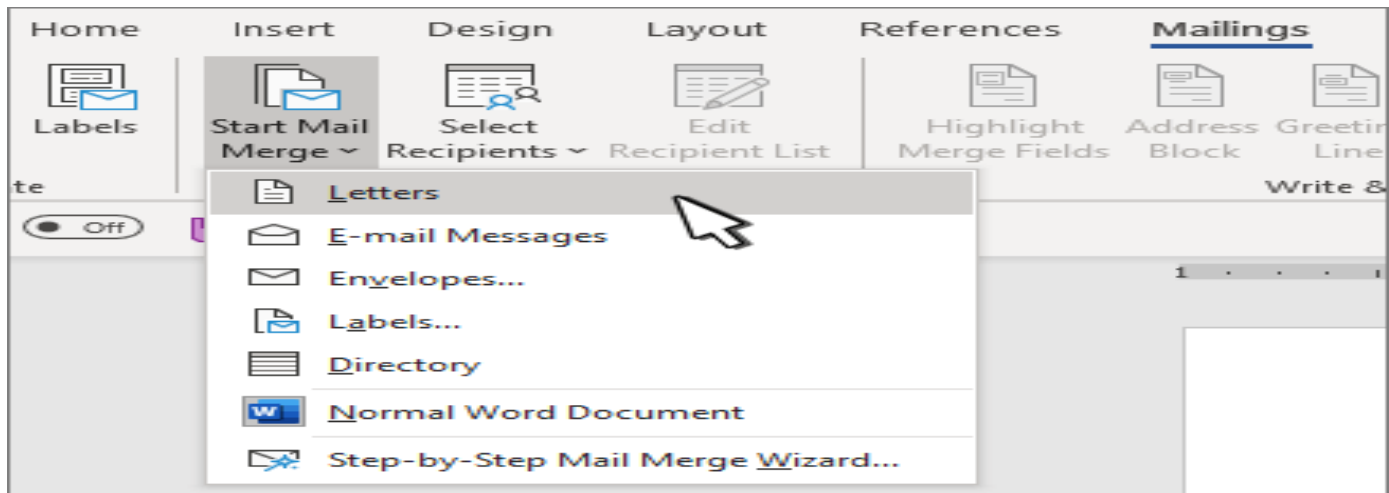 Home Insert Design Layout References Mailings
Labels Start Mail Merge Select Recipients Edit Recipient List Highlight Merge Fields Address Block Greetin Line
te Write &
Letters
Off
E-mail Messages
Envelopes...
1
Labels...
Directory
W
Normal Word Document
Step-by-Step Mail Merge Wizard...